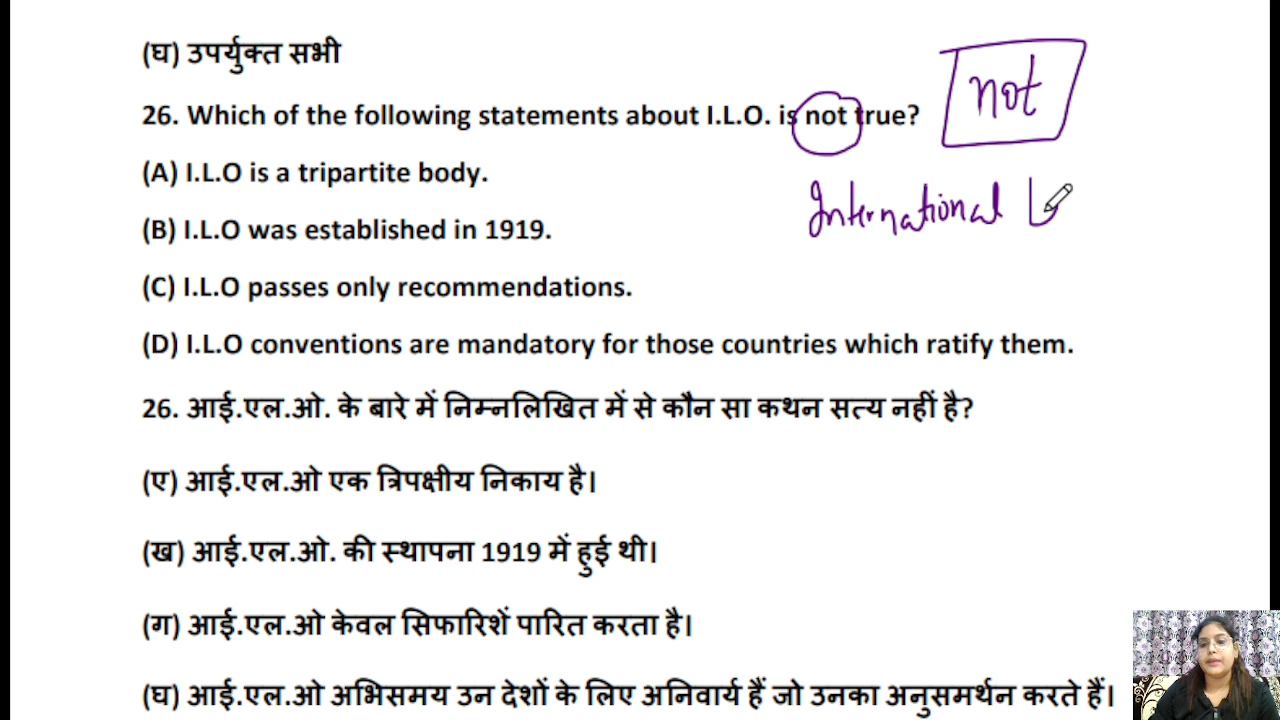 (घ) उपर्युक्त सभी
not
26. Which of the following statements about I.L.O. is not true?
(A) I.L.O is a tripartite body.
International L
(B) I.L.O was established in 1919.
(C) I.L.O passes only recommendations.
(D) I.L.O conventions are mandatory for those countries which ratify them.
26. आई.एल.ओ. के बारे में निम्नलिखित में से कौन सा कथन सत्य नहीं है?
(ए) आई.एल.ओ एक त्रिपक्षीय निकाय है।
(ख) आई.एल.ओ. की स्थापना 1919 में हुई थी।
(ग) आई.एल.ओ केवल सिफारिशें पारित करता है।
(घ) आई.एल.ओ अभिसमय उन देशों के लिए अनिवार्य हैं जो उनका अनुसमर्थन करते हैं।